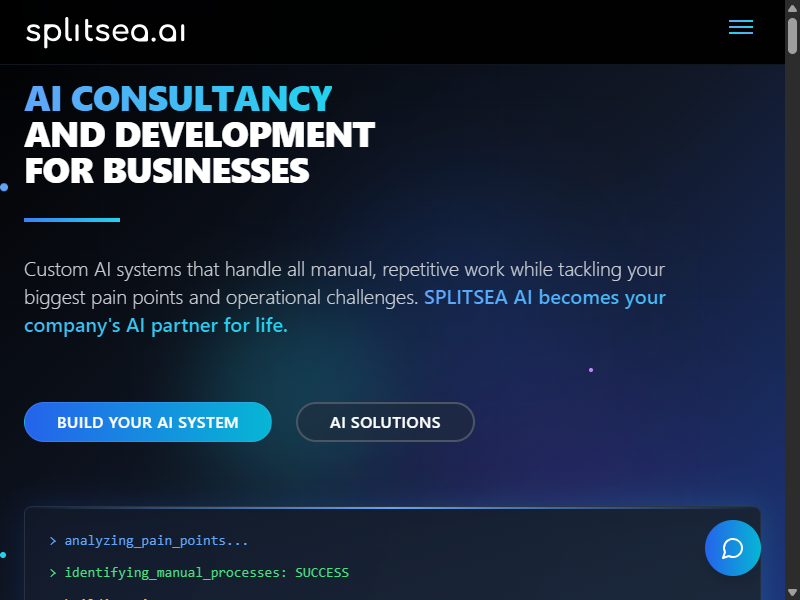 splitsea.ai
AI CONSULTANCY
AND DEVELOPMENT
FOR BUSINESSES
Custom AI systems that handle all manual, repetitive work while tackling your
biggest pain points and operational challenges. SPLITSEA AI becomes your
company's AI partner for life.
BUILD YOUR AI SYSTEM
AI SOLUTIONS
> analyzing_pain_points...
> identifying_manual_processes: SUCCESS